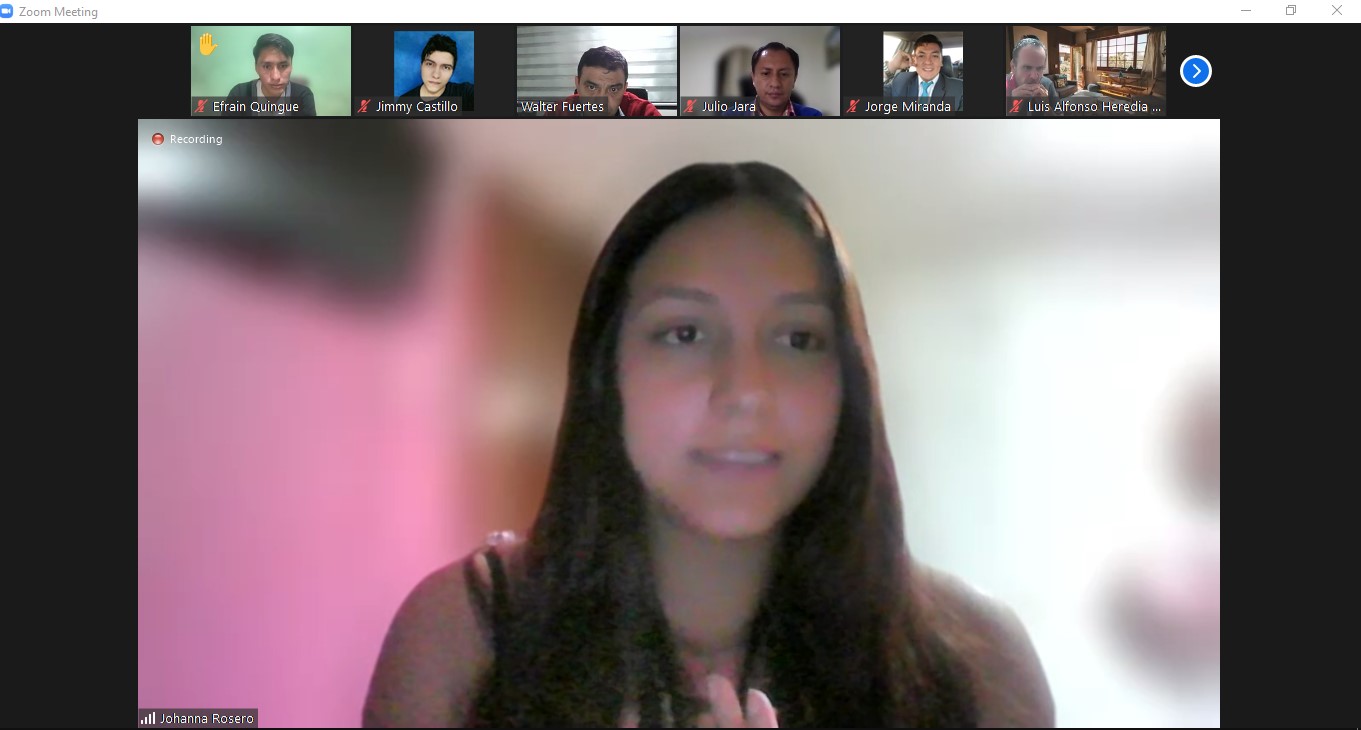 Zoom Meeting
Efrain Quingue
Jimmy Castillo
Walter Fuertes
Julio Jara
Jorge Miranda
Luis Alfonso Heredia ...
Recording
Johanna Rosero